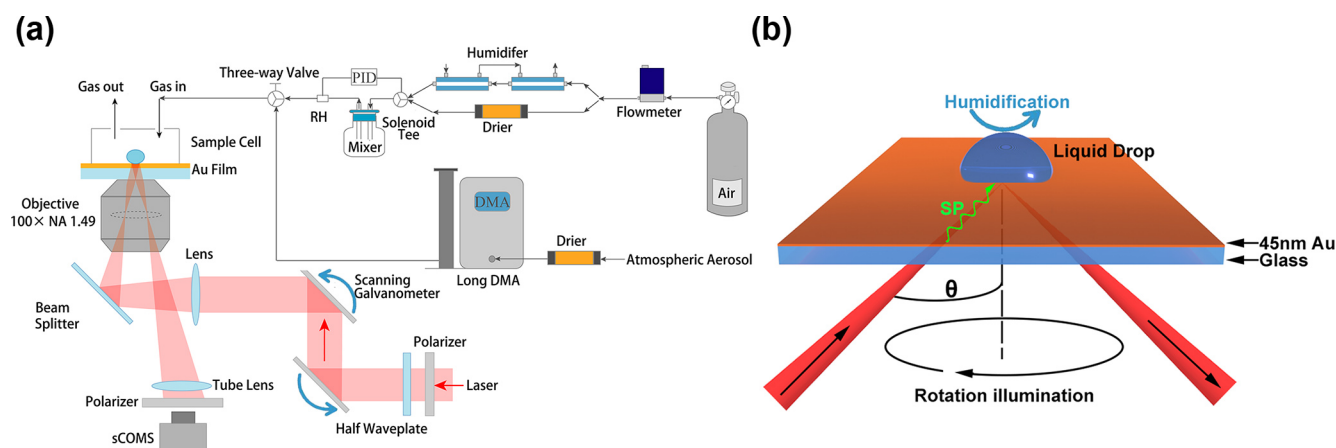 (a)
Humidifer
Three-way Valve
PID
Gas out
Gas in
Flowmeter
RH
Solenoid
Tee
Drier
Mixer
Sample Cell
Au Film
Air
Objective
100× NA 1.49
DMA
Drier
Atmospheric Aerosol
Long DMA
Lens
Scanning
Galvanometer
Beam
Splitter
Polarizer
Laser
Tube Lens
Polarizer
Half Waveplate
sCOMS
(b)
Humidification
Liquid Drop
SP
45nm Au
Glass
θ
Rotation illumination